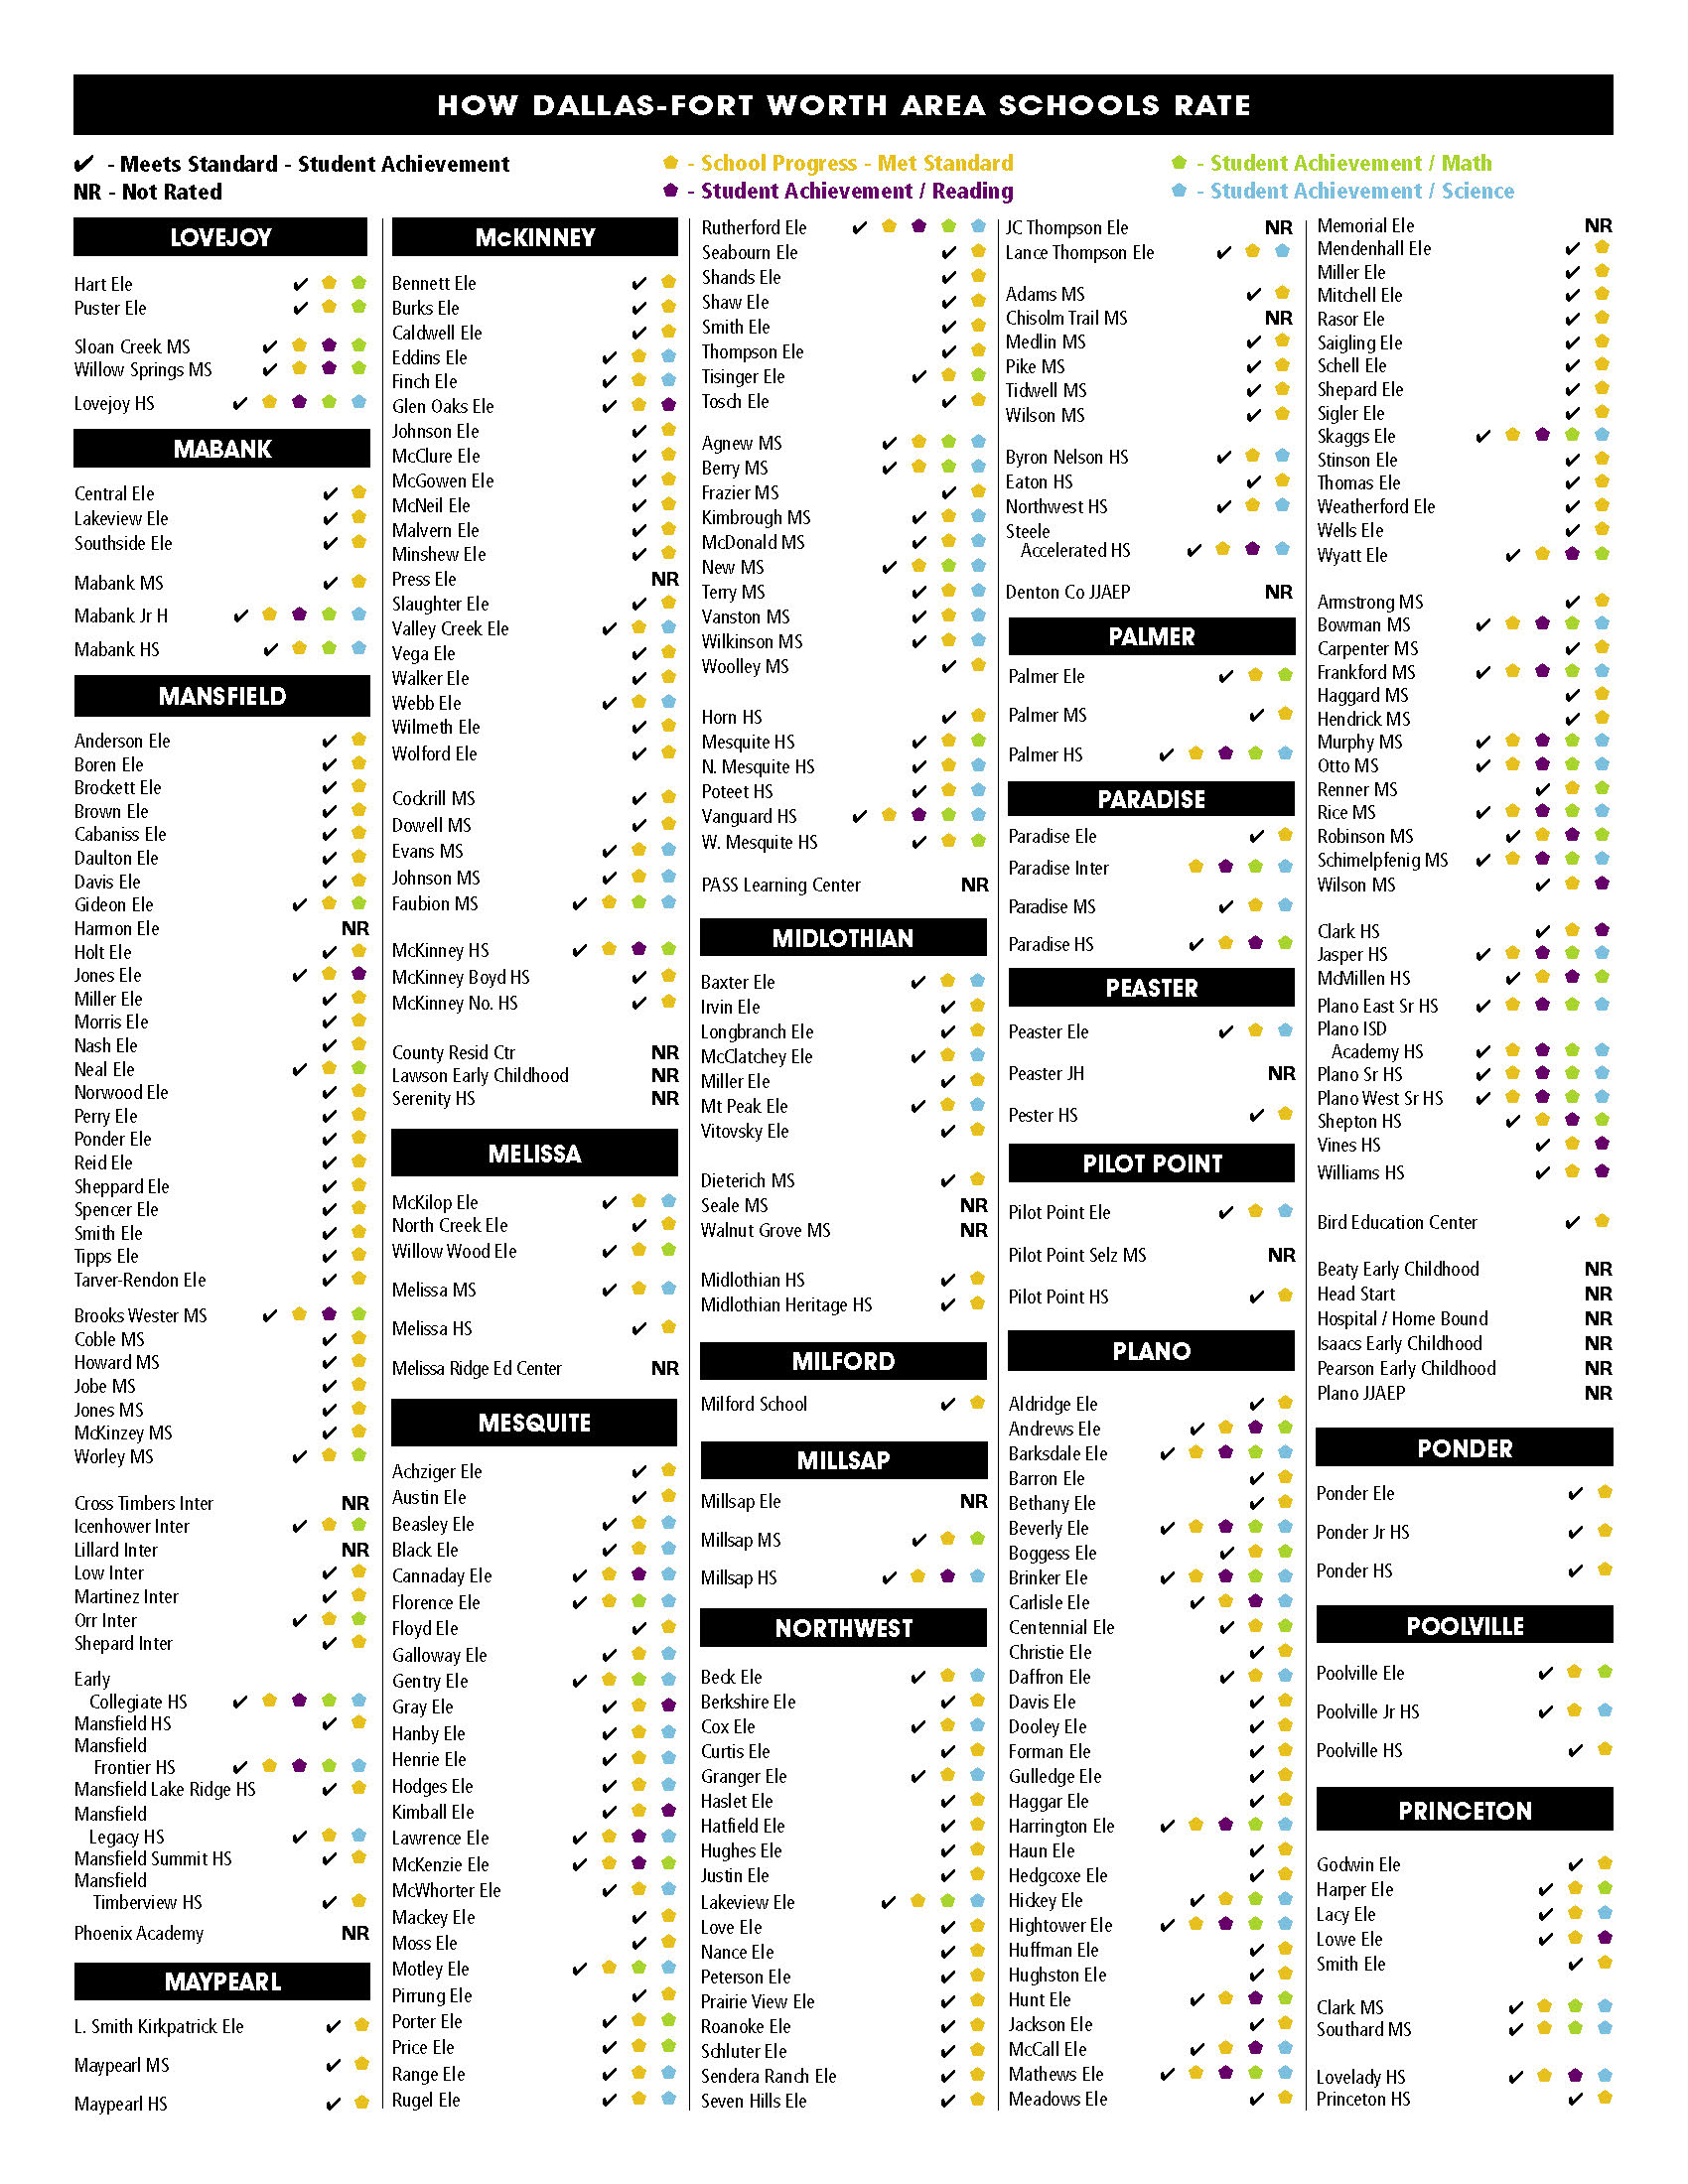 HOW DALLAS-FORT WORTH AREA SCHOOLS RATE
✔ - Meets Standard - Student Achievement
NR - Not Rated
- School Progress - Met Standard
- Student Achievement / Reading
- Student Achievement / Math
- Student Achievement / Science
LOVEJOY
Hart Ele ✔
Puster Ele ✔
Sloan Creek MS ✔
Willow Springs MS ✔
Lovejoy HS ✔
MABANK
Central Ele ✔
Lakeview Ele ✔
Southside Ele ✔
Mabank MS ✔
Mabank Jr H ✔
Mabank HS ✔
MANSFIELD
Anderson Ele ✔
Boren Ele ✔
Brockett Ele ✔
Brown Ele ✔
Cabaniss Ele ✔
Daulton Ele ✔
Davis Ele ✔
Gideon Ele ✔
Harmon Ele NR
Holt Ele ✔
Jones Ele ✔
Miller Ele ✔
Morris Ele ✔
Nash Ele ✔
Neal Ele ✔
Norwood Ele ✔
Perry Ele ✔
Ponder Ele ✔
Reid Ele ✔
Sheppard Ele ✔
Spencer Ele ✔
Smith Ele ✔
Tipps Ele ✔
Tarver-Rendon Ele ✔
Brooks Wester MS ✔
Coble MS ✔
Howard MS ✔
Jobe MS ✔
Jones MS ✔
McKinzey MS ✔
Worley MS ✔
Cross Timbers Inter NR
Icenhower Inter ✔
Lillard Inter NR
Low Inter ✔
Martinez Inter ✔
Orr Inter ✔
Shepard Inter ✔
Early
Collegiate HS ✔
Mansfield HS ✔
Mansfield
Frontier HS ✔
Mansfield Lake Ridge HS ✔
Mansfield
Legacy HS ✔
Mansfield Summit HS ✔
Mansfield
Timberview HS ✔
Phoenix Academy NR
MAYPEARL
L. Smith Kirkpatrick Ele ✔
Maypearl MS ✔
Maypearl HS ✔
McKINNEY
Bennett Ele ✔
Burks Ele ✔
Caldwell Ele ✔
Eddins Ele ✔
Finch Ele ✔
Glen Oaks Ele ✔
Johnson Ele ✔
McClure Ele ✔
McGowen Ele ✔
McNeil Ele ✔
Malvern Ele ✔
Minshew Ele ✔
Press Ele NR
Slaughter Ele ✔
Valley Creek Ele ✔
Vega Ele ✔
Walker Ele ✔
Webb Ele ✔
Wilmeth Ele ✔
Wolford Ele ✔
Cockrill MS ✔
Dowell MS ✔
Evans MS ✔
Johnson MS ✔
Faubion MS ✔
McKinney HS ✔
McKinney Boyd HS ✔
McKinney No. HS ✔
County Resid Ctr NR
Lawson Early Childhood NR
Serenity HS NR
MELISSA
McKilop Ele ✔
North Creek Ele ✔
Willow Wood Ele ✔
Melissa MS ✔
Melissa HS ✔
Melissa Ridge Ed Center NR
MESQUITE
Achziger Ele ✔
Austin Ele ✔
Beasley Ele ✔
Black Ele ✔
Cannaday Ele ✔
Florence Ele ✔
Floyd Ele ✔
Galloway Ele ✔
Gentry Ele ✔
Gray Ele ✔
Hanby Ele ✔
Henrie Ele ✔
Hodges Ele ✔
Kimball Ele ✔
Lawrence Ele ✔
McKenzie Ele ✔
McWhorter Ele ✔
Mackey Ele ✔
Moss Ele ✔
Motley Ele ✔
Pirrung Ele ✔
Porter Ele ✔
Price Ele ✔
Range Ele ✔
Rugel Ele ✔
Rutherford Ele ✔
Seabourn Ele ✔
Shands Ele ✔
Shaw Ele ✔
Smith Ele ✔
Thompson Ele ✔
Tisinger Ele ✔
Tosch Ele ✔
Agnew MS ✔
Berry MS ✔
Frazier MS ✔
Kimbrough MS ✔
McDonald MS ✔
New MS ✔
Terry MS ✔
Vanston MS ✔
Wilkinson MS ✔
Woolley MS ✔
Horn HS ✔
Mesquite HS ✔
N. Mesquite HS ✔
Poteet HS ✔
Vanguard HS ✔
W. Mesquite HS ✔
PASS Learning Center NR
MIDLOTHIAN
Baxter Ele ✔
Irvin Ele ✔
Longbranch Ele ✔
McClatchey Ele ✔
Miller Ele ✔
Mt Peak Ele ✔
Vitovsky Ele ✔
Dieterich MS ✔
Seale MS NR
Walnut Grove MS NR
Midlothian HS ✔
Midlothian Heritage HS ✔
MILFORD
Milford School ✔
MILLSAP
Millsap Ele NR
Millsap MS ✔
Millsap HS ✔
NORTHWEST
Beck Ele ✔
Berkshire Ele ✔
Cox Ele ✔
Curtis Ele ✔
Granger Ele ✔
Haslet Ele ✔
Hatfield Ele ✔
Hughes Ele ✔
Justin Ele ✔
Lakeview Ele ✔
Love Ele ✔
Nance Ele ✔
Peterson Ele ✔
Prairie View Ele ✔
Roanoke Ele ✔
Schluter Ele ✔
Sendera Ranch Ele ✔
Seven Hills Ele ✔
JC Thompson Ele NR
Lance Thompson Ele ✔
Adams MS ✔
Chisolm Trail MS NR
Medlin MS ✔
Pike MS ✔
Tidwell MS ✔
Wilson MS ✔
Byron Nelson HS ✔
Eaton HS ✔
Northwest HS ✔
Steele
Accelerated HS ✔
Denton Co JJAEP NR
PALMER
Palmer Ele ✔
Palmer MS ✔
Palmer HS ✔
PARADISE
Paradise Ele ✔
Paradise Inter
Paradise MS ✔
Paradise HS ✔
PEASTER
Peaster Ele ✔
Peaster JH NR
Pester HS ✔
PILOT POINT
Pilot Point Ele ✔
Pilot Point Selz MS NR
Pilot Point HS ✔
PLANO
Aldridge Ele ✔
Andrews Ele ✔
Barksdale Ele ✔
Barron Ele ✔
Bethany Ele ✔
Beverly Ele ✔
Boggess Ele ✔
Brinker Ele ✔
Carlisle Ele ✔
Centennial Ele ✔
Christie Ele ✔
Daffron Ele ✔
Davis Ele ✔
Dooley Ele ✔
Forman Ele ✔
Gulledge Ele ✔
Haggar Ele ✔
Harrington Ele ✔
Haun Ele ✔
Hedgcoxe Ele ✔
Hickey Ele ✔
Hightower Ele ✔
Huffman Ele ✔
Hughston Ele ✔
Hunt Ele ✔
Jackson Ele ✔
McCall Ele ✔
Mathews Ele ✔
Meadows Ele ✔
Memorial Ele NR
Mendenhall Ele ✔
Miller Ele ✔
Mitchell Ele ✔
Rasor Ele ✔
Saigling Ele ✔
Schell Ele ✔
Shepard Ele ✔
Sigler Ele ✔
Skaggs Ele ✔
Stinson Ele ✔
Thomas Ele ✔
Weatherford Ele ✔
Wells Ele ✔
Wyatt Ele ✔
Armstrong MS ✔
Bowman MS ✔
Carpenter MS ✔
Frankford MS ✔
Haggard MS ✔
Hendrick MS ✔
Murphy MS ✔
Otto MS ✔
Renner MS ✔
Rice MS ✔
Robinson MS ✔
Schimelpfenig MS ✔
Wilson MS ✔
Clark HS ✔
Jasper HS ✔
McMillen HS ✔
Plano East Sr HS ✔
Plano ISD
Academy HS ✔
Plano Sr HS ✔
Plano West Sr HS ✔
Shepton HS ✔
Vines HS ✔
Williams HS ✔
Bird Education Center ✔
Beaty Early Childhood NR
Head Start NR
Hospital / Home Bound NR
Isaacs Early Childhood NR
Pearson Early Childhood NR
Plano JJAEP NR
PONDER
Ponder Ele ✔
Ponder Jr HS ✔
Ponder HS ✔
POOLVILLE
Poolville Ele ✔
Poolville Jr HS ✔
Poolville HS ✔
PRINCETON
Godwin Ele ✔
Harper Ele ✔
Lacy Ele ✔
Lowe Ele ✔
Smith Ele ✔
Clark MS ✔
Southard MS ✔
Lovelady HS ✔
Princeton HS ✔